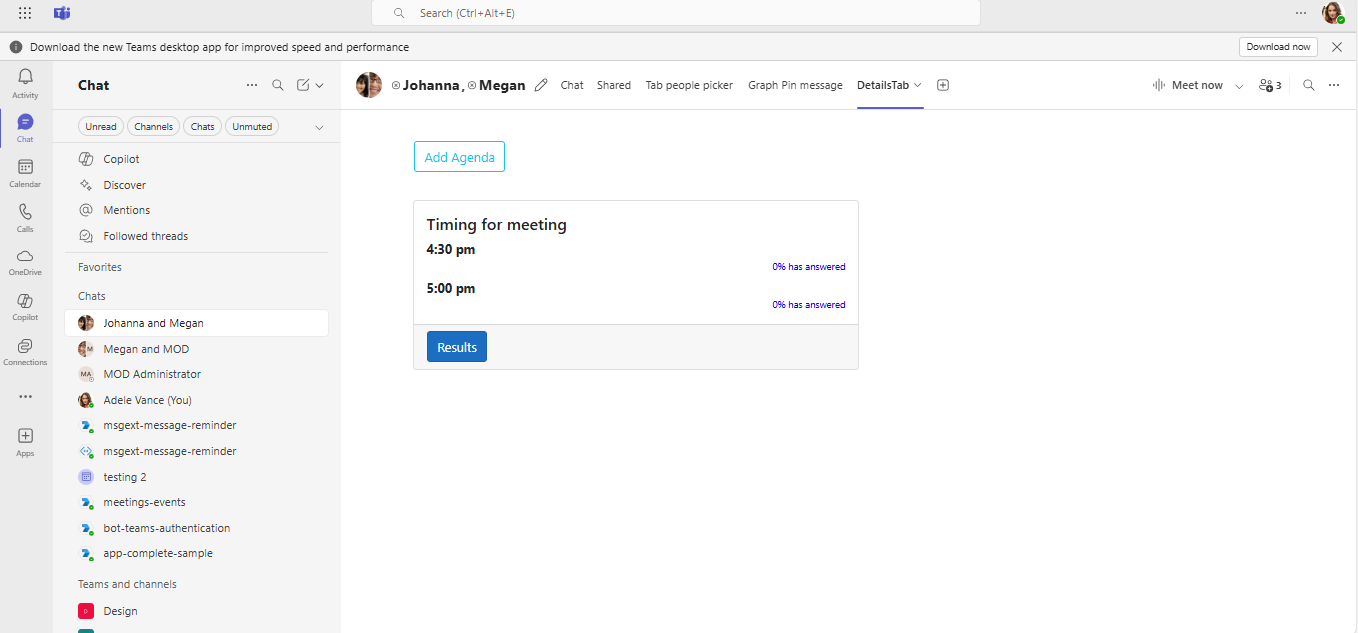 Search (Ctrl+Alt+E)
Download the new Teams desktop app for improved speed and performance
Download now
Activity
Chat
Calendar
Calls
OneDrive
Copilot
Connections
Apps
Chat
Unread
Channels
Chats
Unmuted
Copilot
Discover
Mentions
Followed threads
Favorites
Chats
Johanna and Megan
M
Megan and MOD
MA
MOD Administrator
Adele Vance (You)
msgext-message-reminder
msgext-message-reminder
testing 2
meetings-events
bot-teams-authentication
app-complete-sample
Teams and channels
D
Design
Johanna, Megan
Chat
Shared
Tab people picker
Graph Pin message
DetailsTab
Meet now
3
Add Agenda
Timing for meeting
4:30 pm
0% has answered
5:00 pm
0% has answered
Results